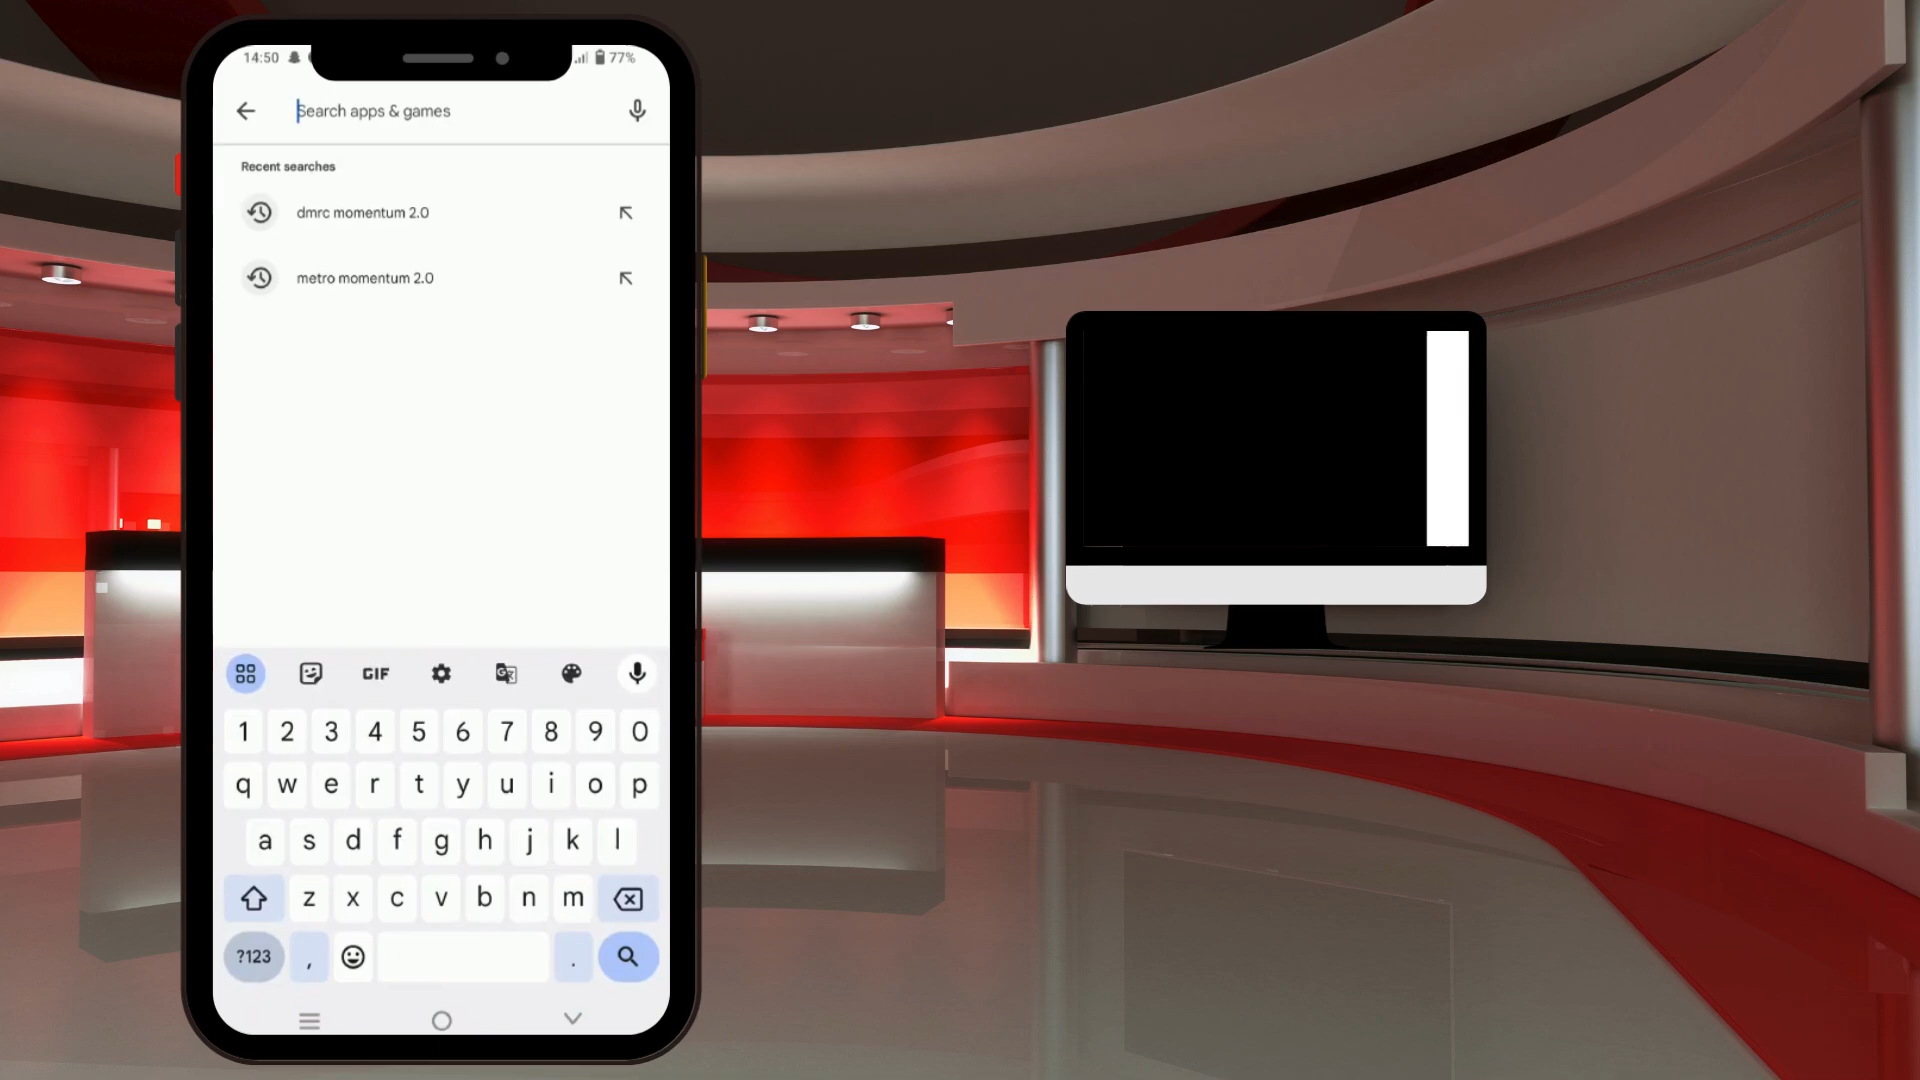 14:50
77%
Search apps & games
Recent searches
dmrc momentum 2.0
metro momentum 2.0
GIF
1 2 3 4 5 6 7 8 9 0
q w e r t y u i o p
a s d f g h j k l
z x c v b n m
?123 , .